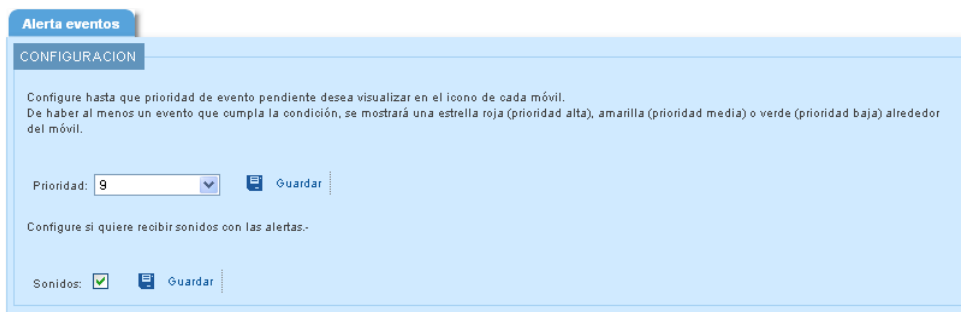 Alerta eventos
CONFIGURACION
Configure hasta que prioridad de evento pendiente desea visualizar en el icono de cada móvil.
De haber al menos un evento que cumpla la condición, se mostrará una estrella roja (prioridad alta), amarilla (prioridad media) o verde (prioridad baja) alrededor
del móvil.
Prioridad: 9 Guardar
Configure si quiere recibir sonidos con las alertas.-
Sonidos: Guardar